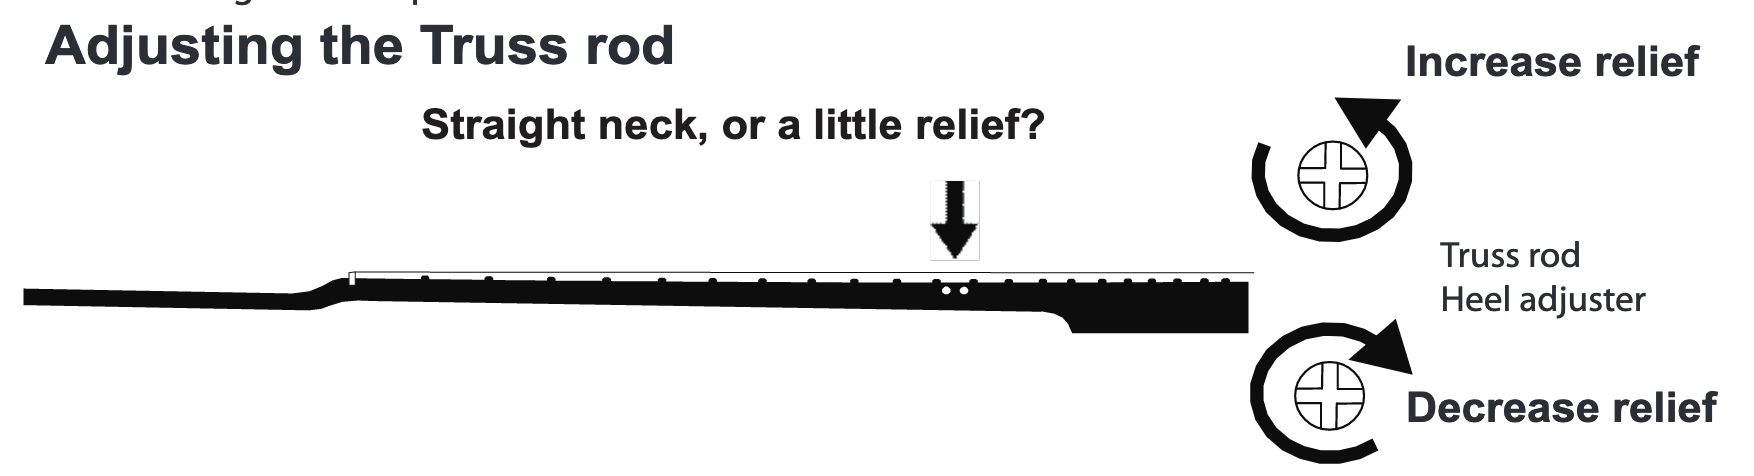 Adjusting the Truss rod
Increase relief
Straight neck, or a little relief?
Truss rod
Heel adjuster
Decrease relief